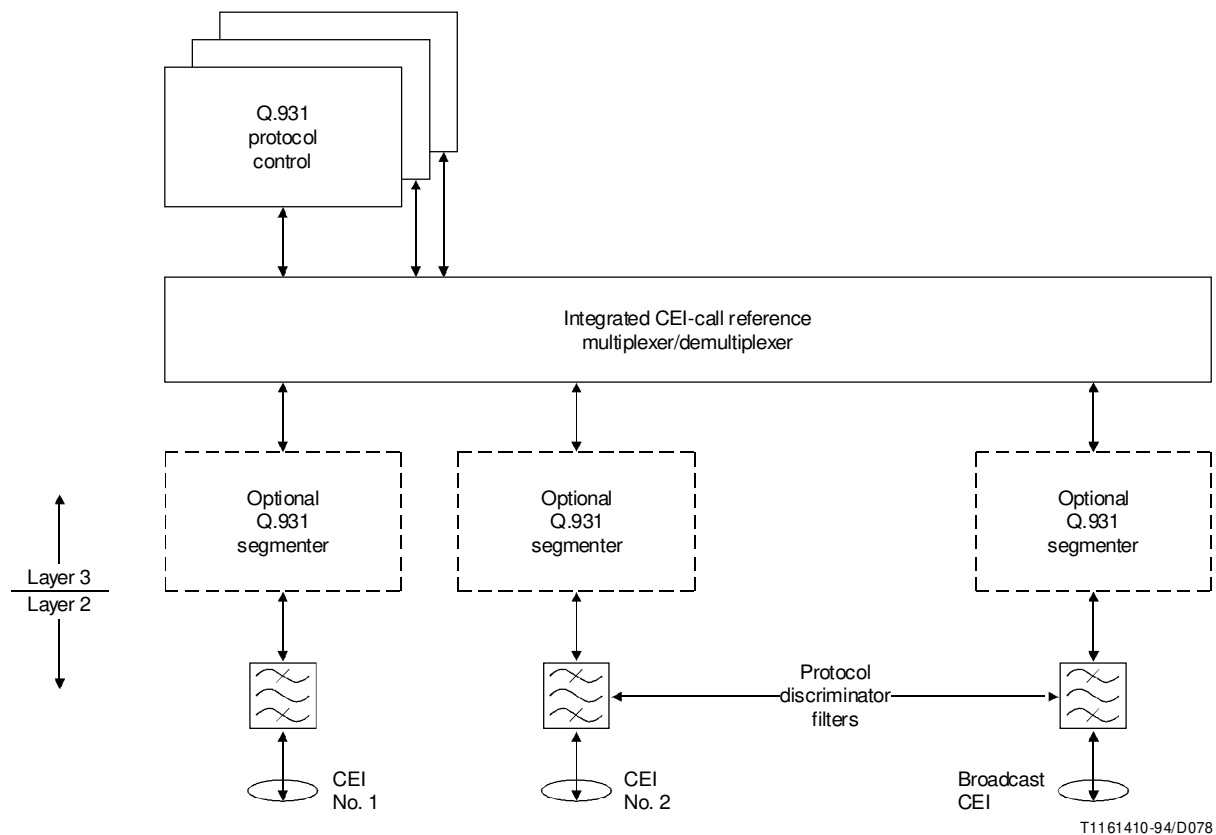 Q.931
protocol
control
Integrated CEI-call reference
multiplexer/demultiplexer
Optional
Q.931
segmenter
Optional
Q.931
segmenter
Optional
Q.931
segmenter
Layer 3
Layer 2
Protocol
discriminator
filters
CEI
No. 1
CEI
No. 2
Broadcast
CEI
T1161410-94/D078